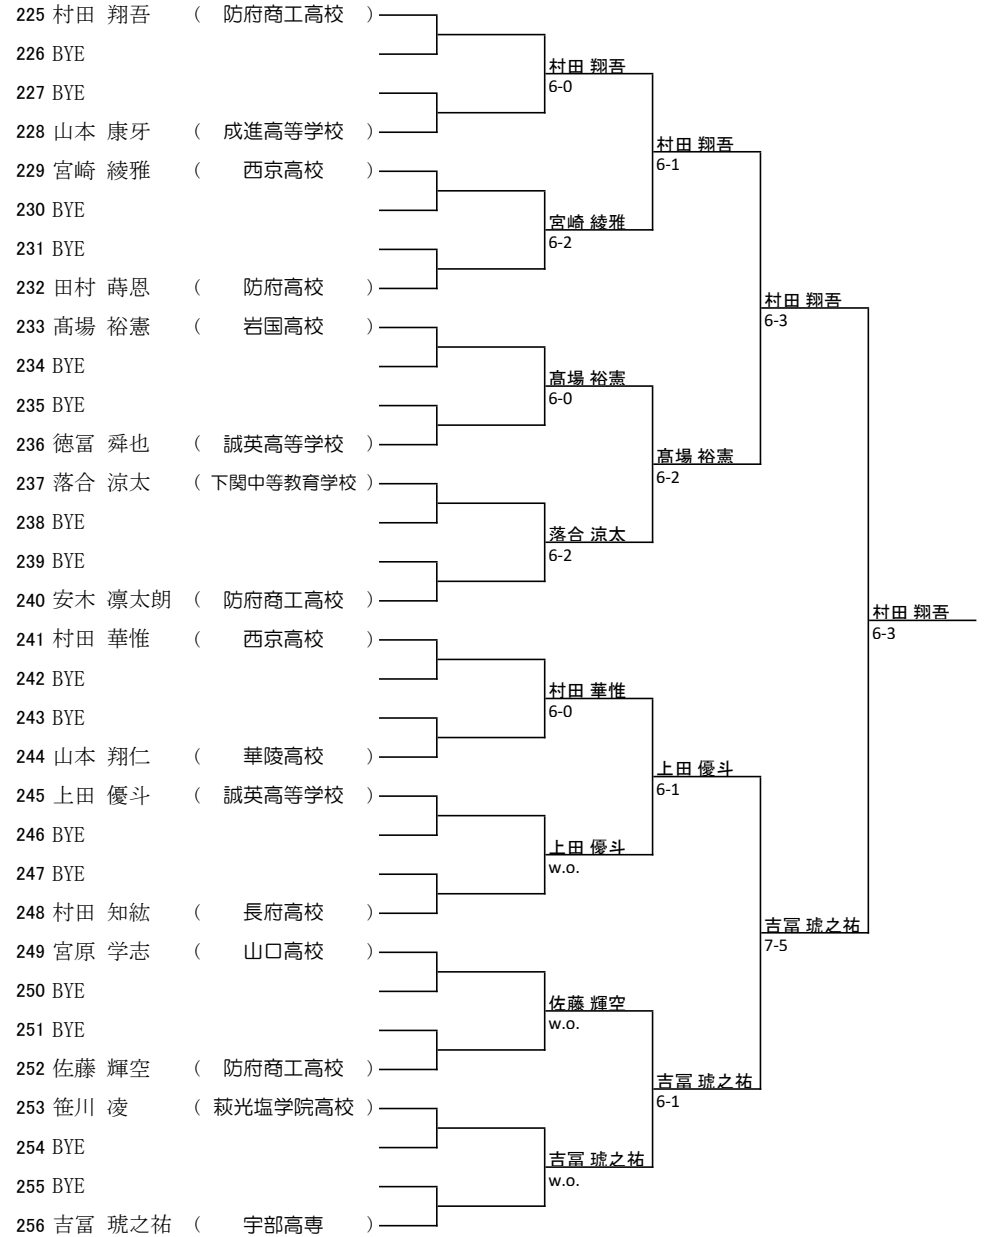 225 村田 翔吾 （ 防府商工高校 ）
226 BYE
村田 翔吾
6-0
227 BYE
228 山本 康牙 （ 成進高等学校 ）
村田 翔吾
6-1
229 宮崎 綾雅 （ 西京高校 ）
230 BYE
宮崎 綾雅
6-2
231 BYE
232 田村 蒔恩 （ 防府高校 ）
村田 翔吾
6-3
233 髙場 裕憲 （ 岩国高校 ）
234 BYE
髙場 裕憲
6-0
235 BYE
236 徳冨 舜也 （ 誠英高等学校 ）
髙場 裕憲
6-2
237 落合 涼太 （ 下関中等教育学校 ）
238 BYE
落合 涼太
6-2
239 BYE
240 安木 凛太朗 （ 防府商工高校 ）
村田 翔吾
6-3
241 村田 華惟 （ 西京高校 ）
242 BYE
村田 華惟
6-0
243 BYE
244 山本 翔仁 （ 華陵高校 ）
上田 優斗
6-1
245 上田 優斗 （ 誠英高等学校 ）
246 BYE
上田 優斗
w.o.
247 BYE
248 村田 知紘 （ 長府高校 ）
吉冨 琥之祐
7-5
249 宮原 学志 （ 山口高校 ）
250 BYE
佐藤 輝空
w.o.
251 BYE
252 佐藤 輝空 （ 防府商工高校 ）
吉冨 琥之祐
6-1
253 笹川 凌 （ 萩光塩学院高校 ）
254 BYE
吉冨 琥之祐
w.o.
255 BYE
256 吉冨 琥之祐 （ 宇部高専 ）